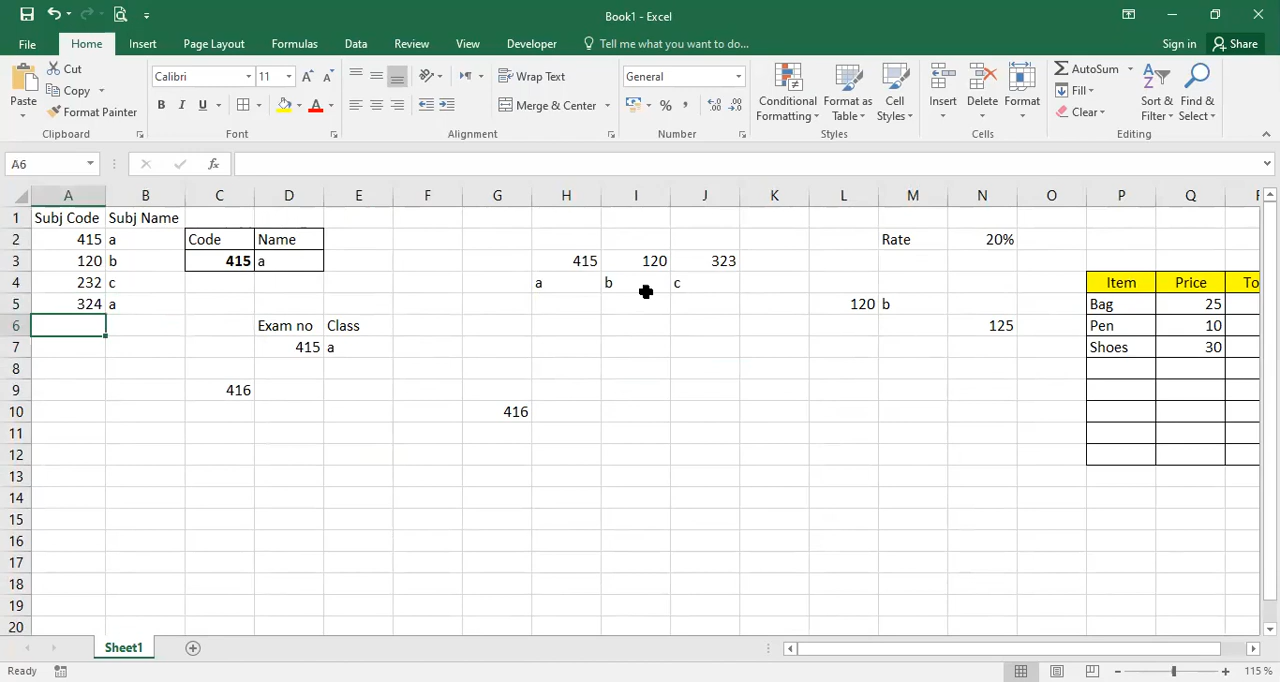 Book1 - Excel
File Home Insert Page Layout Formulas Data Review View Developer Tell me what you want to do... Sign in Share
Paste Cut Copy Format Painter Clipboard
Calibri 11 B I U A Font
Wrap Text Merge & Center Alignment
General % , Number
Conditional Formatting Format as Table Cell Styles Styles
Insert Delete Format Cells
AutoSum Fill Clear Sort & Filter Find & Select Editing
A6 fx
A B C D E F G H I J K L M N O P Q
1 Subj Code Subj Name
2 415 a Code Name Rate 20%
3 120 b 415 a 415 120 323
4 232 c a b c Item Price To
5 324 a 120 b Bag 25
6 Exam no Class 125 Pen 10
7 415 a Shoes 30
8
9 416
10 416
11
12
13
14
15
16
17
18
19
20
Sheet1
Ready 115 %